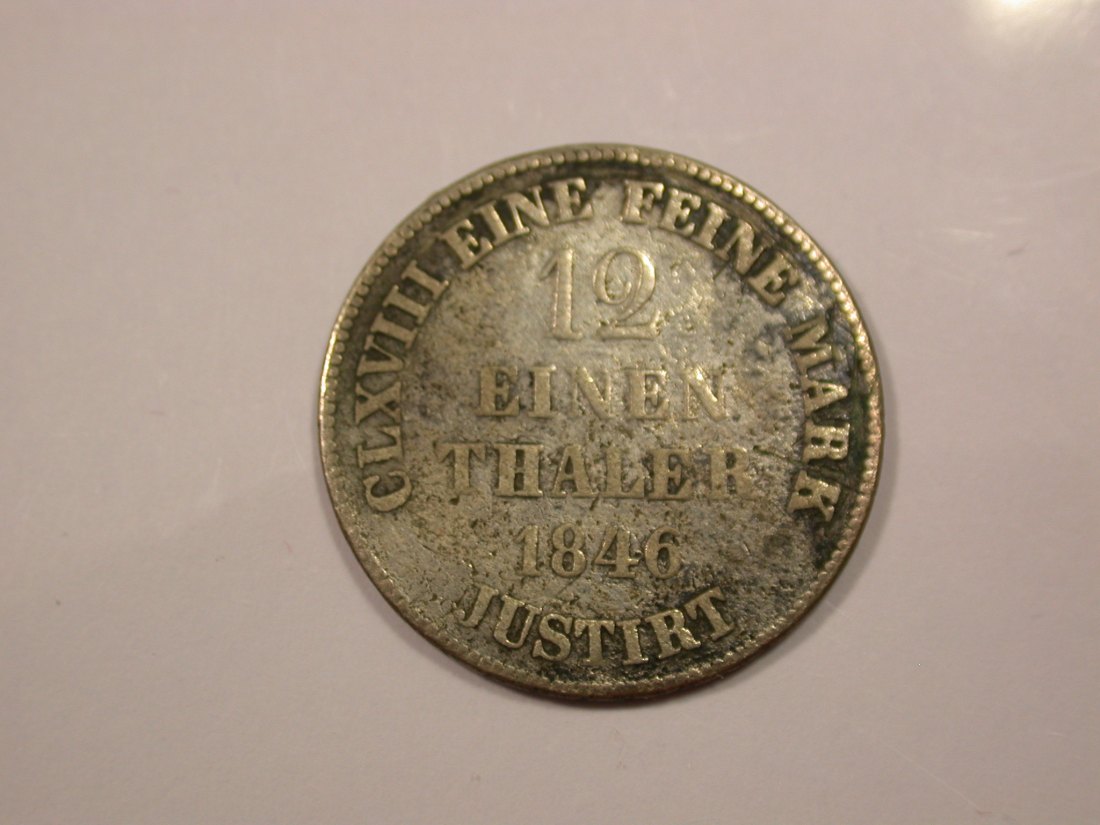 CLXVIII EINE FEINE MARK
12
EINEN
THALER
1846
JUSTIRT